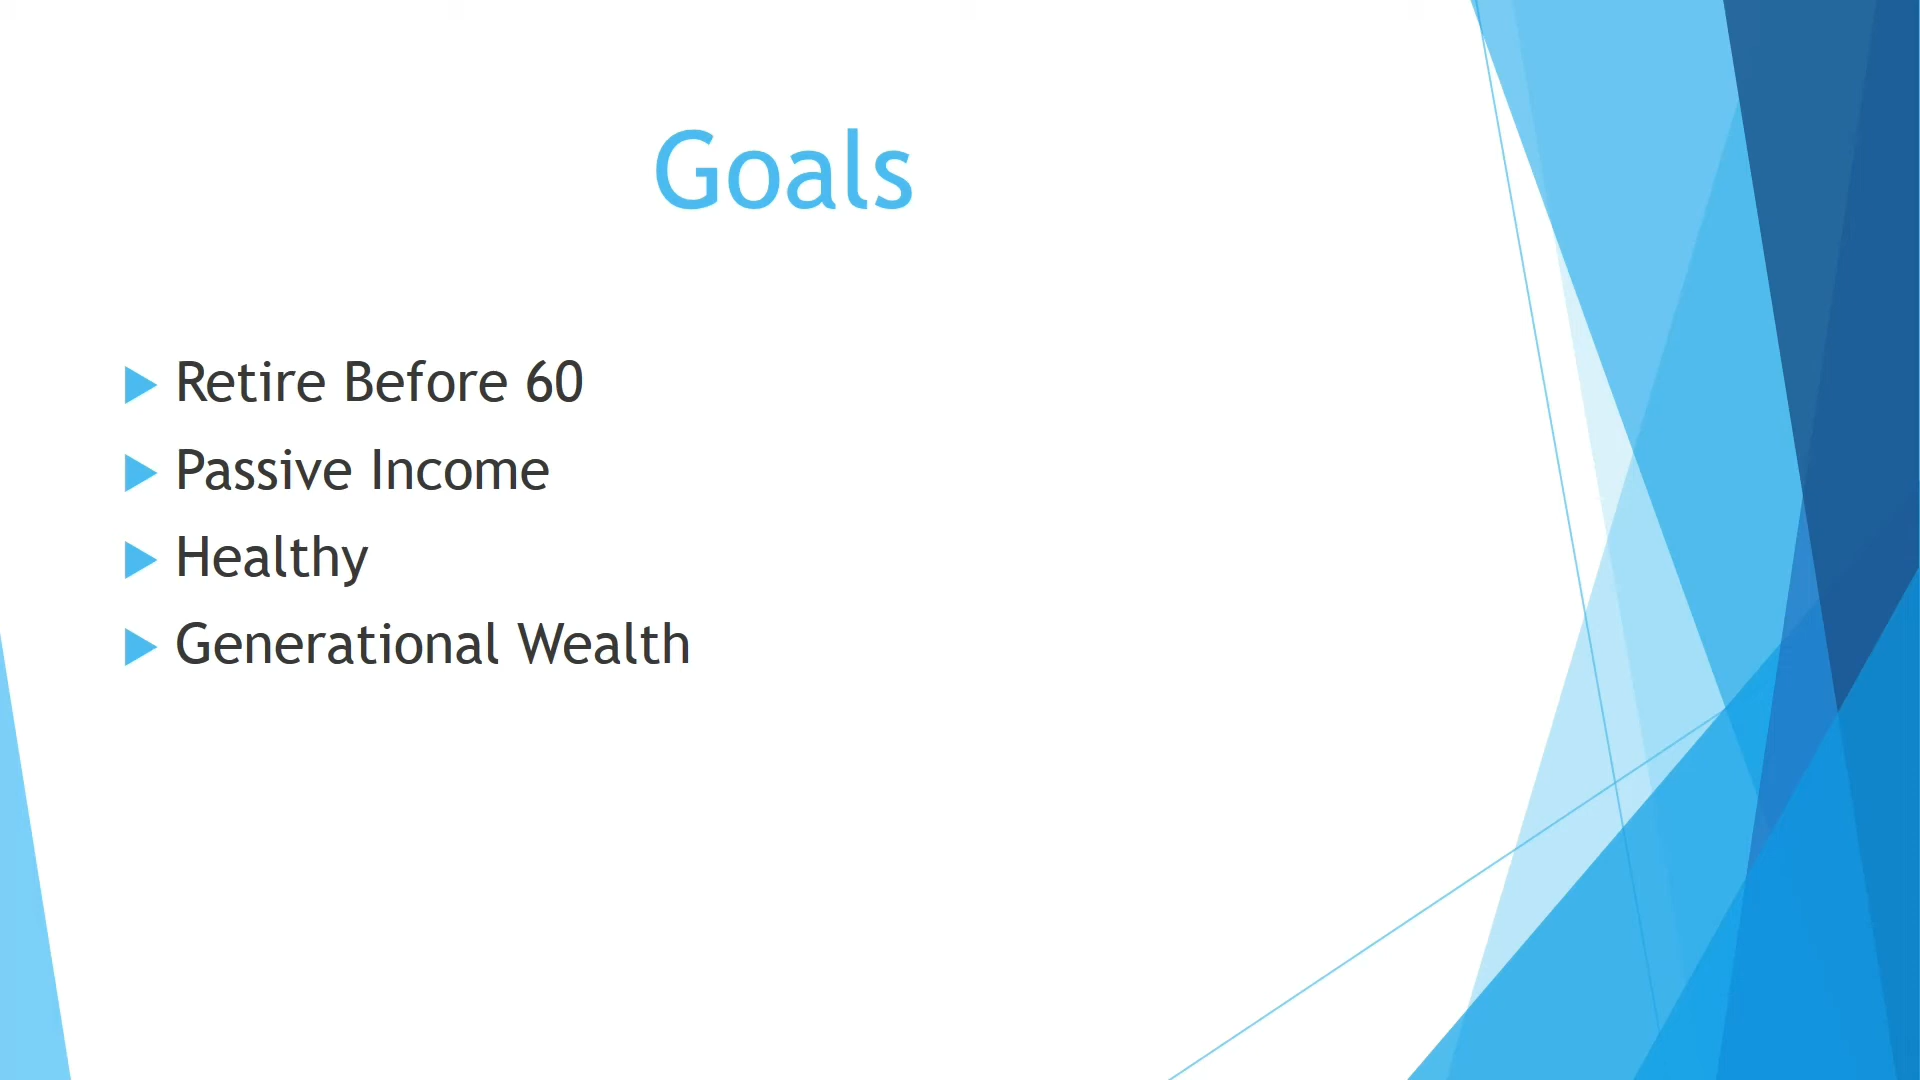 Goals
Retire Before 60
Passive Income
Healthy
Generational Wealth